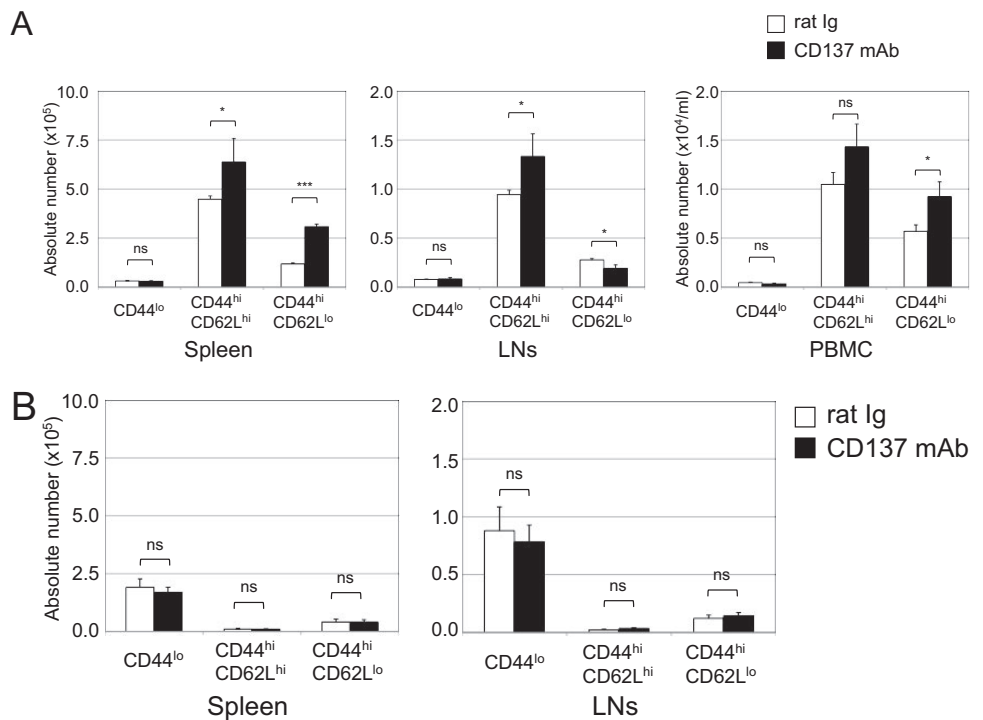 A
rat Ig
CD137 mAb
Absolute number (x10⁵)
10.0
7.5
5.0
2.5
0
ns
*
***
CD44ˡᵒ
CD44ʰⁱ
CD62Lʰⁱ
CD44ʰⁱ
CD62Lˡᵒ
Spleen
2.0
1.5
1.0
0.5
0
ns
*
*
CD44ˡᵒ
CD44ʰⁱ
CD62Lʰⁱ
CD44ʰⁱ
CD62Lˡᵒ
LNs
Absolute number (x10⁴/ml)
2.0
1.5
1.0
0.5
0
ns
ns
*
CD44ˡᵒ
CD44ʰⁱ
CD62Lʰⁱ
CD44ʰⁱ
CD62Lˡᵒ
PBMC
B
Absolute number (x10⁵)
10.0
7.5
5.0
2.5
0.0
ns
ns
ns
CD44ˡᵒ
CD44ʰⁱ
CD62Lʰⁱ
CD44ʰⁱ
CD62Lˡᵒ
Spleen
2.0
1.5
1.0
0.5
0.0
ns
ns
ns
CD44ˡᵒ
CD44ʰⁱ
CD62Lʰⁱ
CD44ʰⁱ
CD62Lˡᵒ
LNs
rat Ig
CD137 mAb